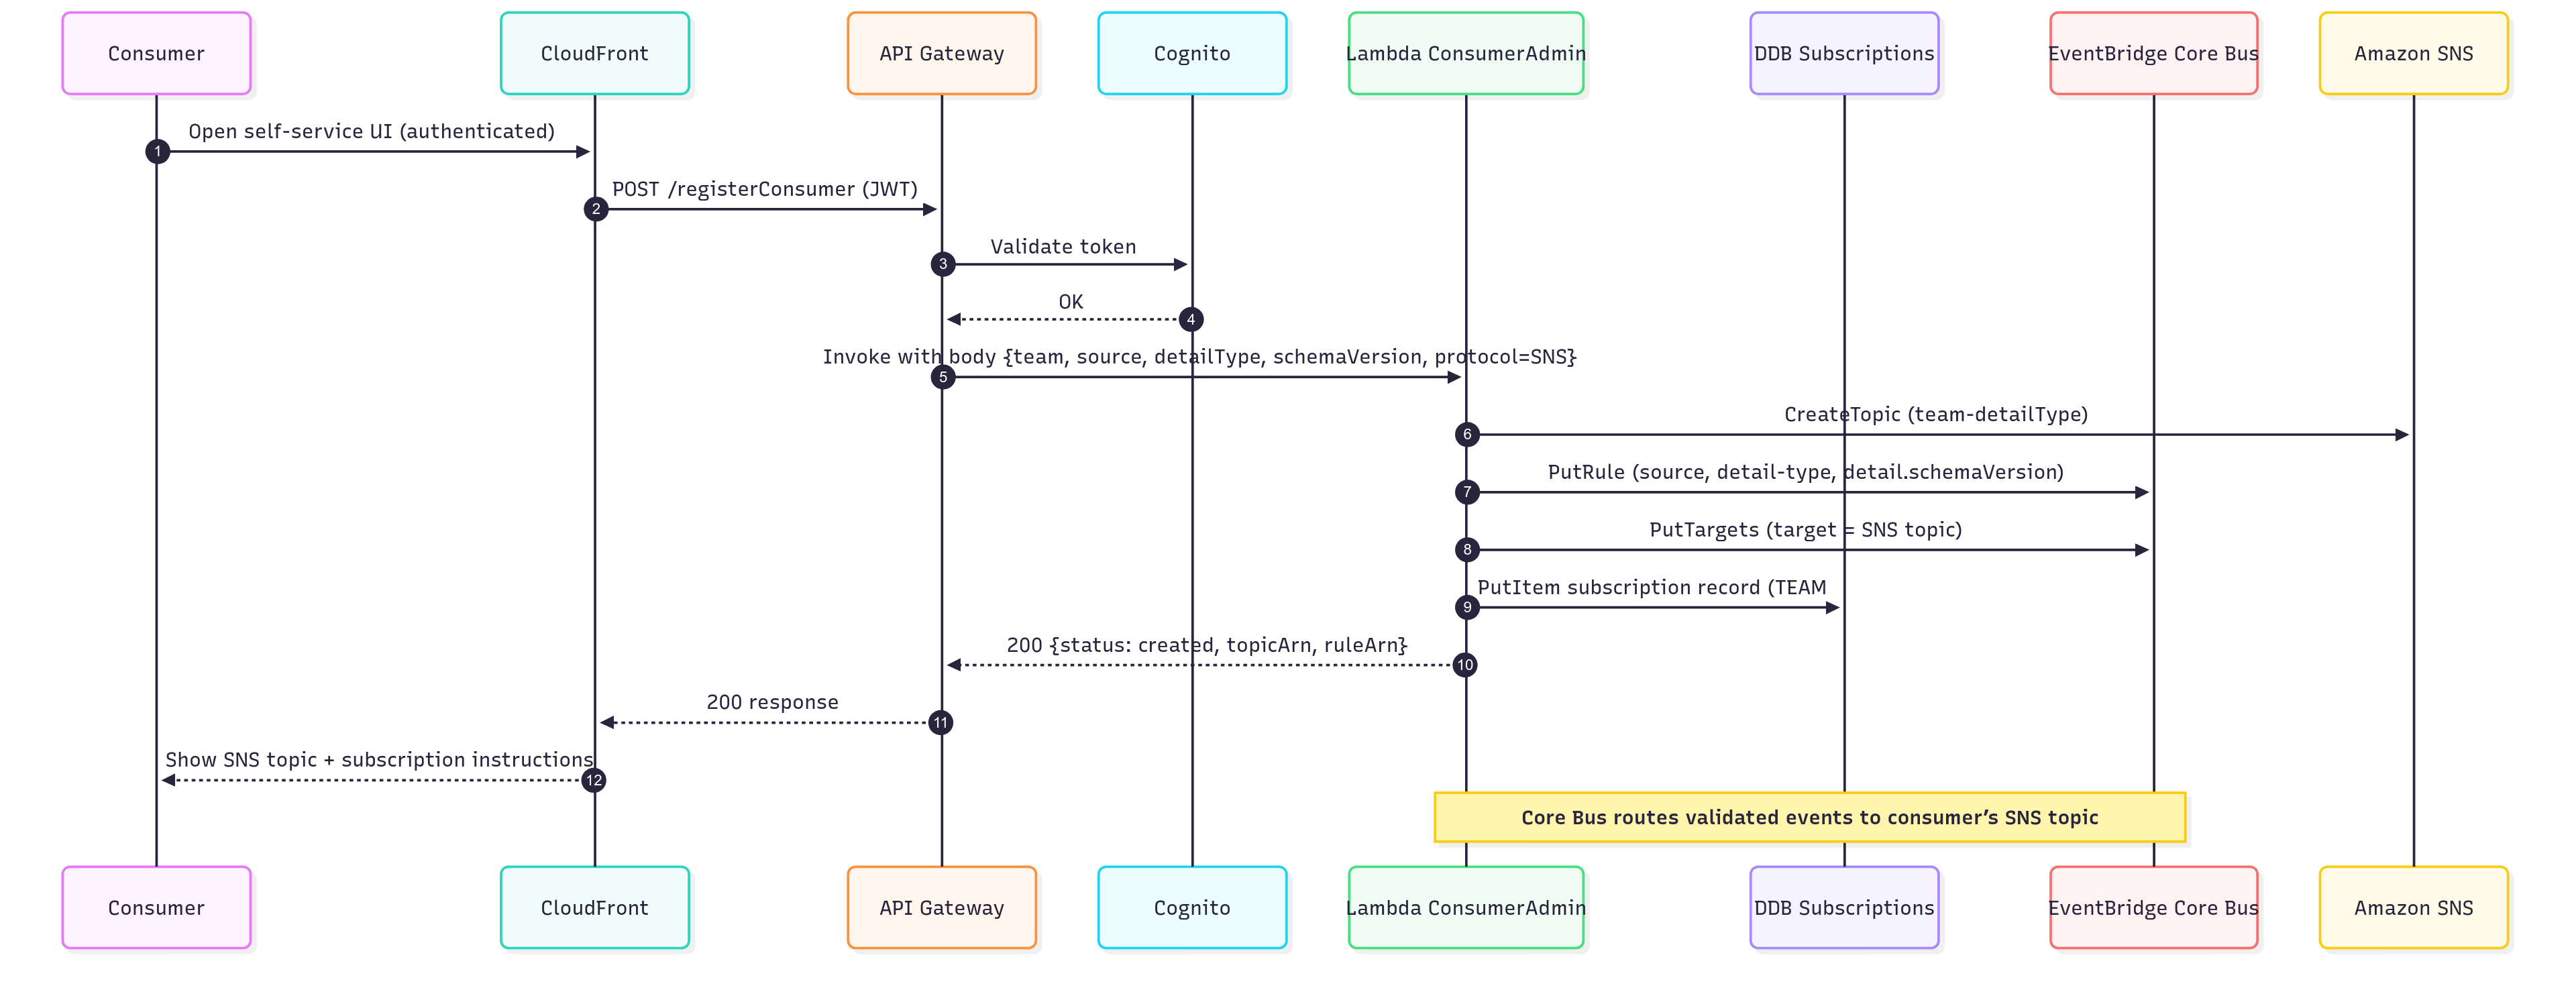 Consumer
CloudFront
API Gateway
Cognito
Lambda ConsumerAdmin
DDB Subscriptions
EventBridge Core Bus
Amazon SNS
Open self-service UI (authenticated)
1
POST /registerConsumer (JWT)
2
Validate token
3
OK
4
Invoke with body {team, source, detailType, schemaVersion, protocol=SNS}
5
CreateTopic (team-detailType)
6
PutRule (source, detail-type, detail.schemaVersion)
7
PutTargets (target = SNS topic)
8
PutItem subscription record (TEAM
9
200 {status: created, topicArn, ruleArn}
10
200 response
11
Show SNS topic + subscription instructions
12
Core Bus routes validated events to consumer’s SNS topic
Consumer
CloudFront
API Gateway
Cognito
Lambda ConsumerAdmin
DDB Subscriptions
EventBridge Core Bus
Amazon SNS